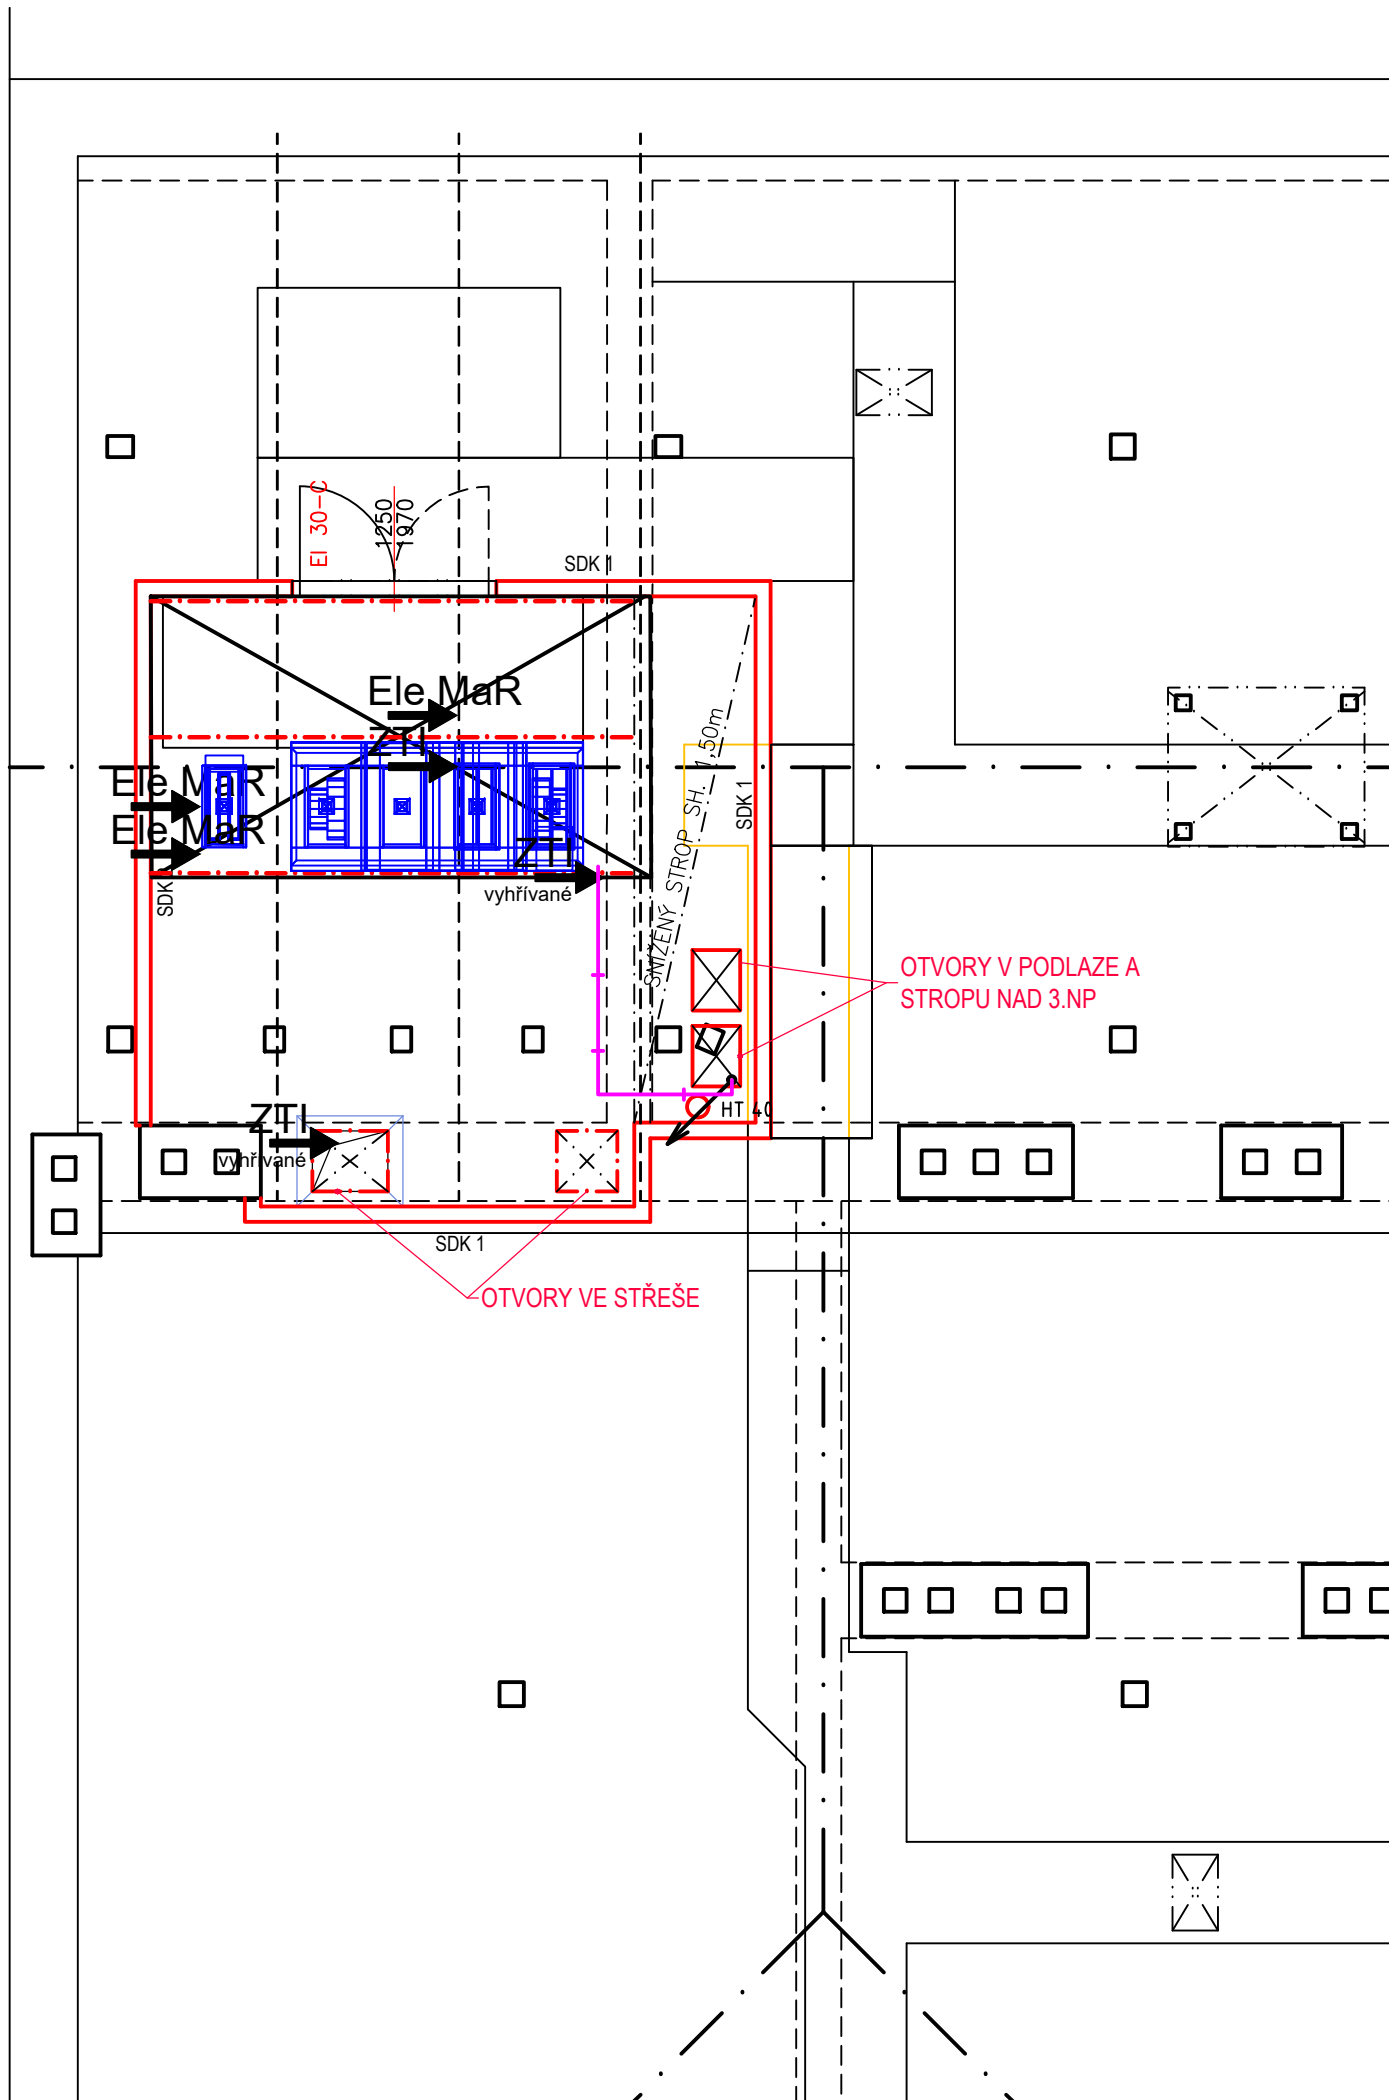 EI 30-C
1250
1970
SDK 1
Ele MaR
ZTI
Ele MaR
Ele MaR
ZTI
vyhřívané
SDK 1
SNÍŽENÝ STROP SH. 1,50m
SDK
OTVORY V PODLAZE A
STROPU NAD 3.NP
HT 40
ZTI
vyhřívané
SDK 1
OTVORY VE STŘEŠE